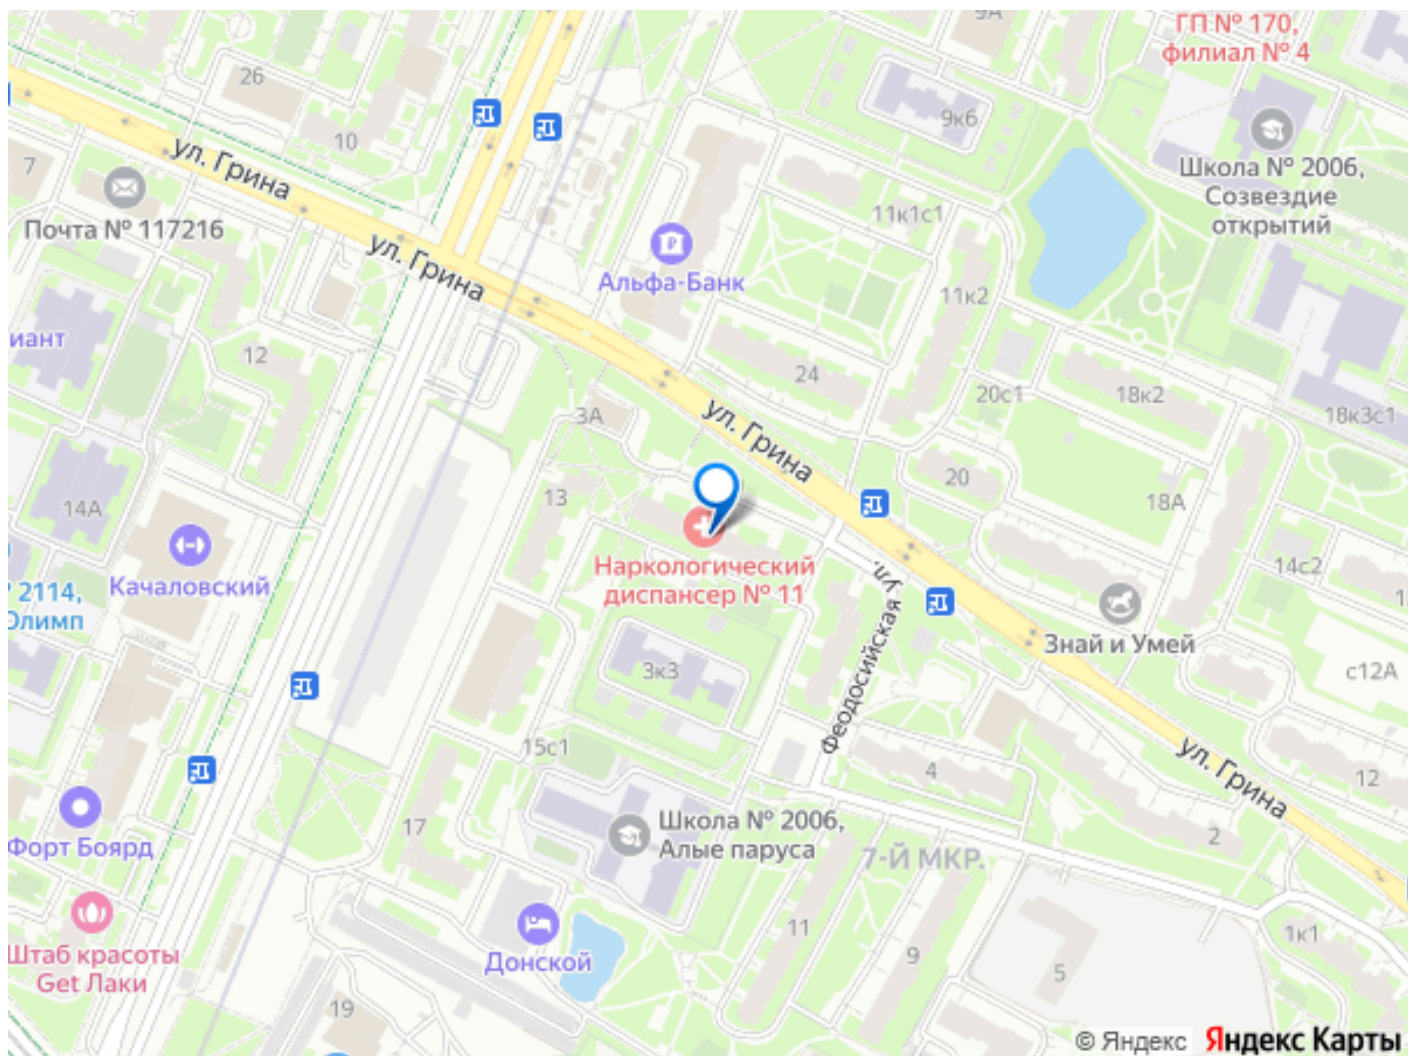 9А
ГП № 170,
филиал № 4
26
9к6
10
ул. Грина
7
Школа № 2006,
Созвездие
открытий
Почта № 117216
11к1с1
ул. Грина
Альфа-Банк
11к2
иант
12
24
20с1
18к2
3А
ул. Грина
18к3с1
20
13
18А
14А
Наркологический
диспансер № 11
14с2
Качаловский
ул.
Феодосийская
2114,
Олимп
Знай и Умей
3к3
с12А
15с1
ул. Грина
4
12
Форт Боярд
17
Школа № 2006,
Алые паруса
7-Й МКР.
2
11
1к1
Штаб красоты
Get Лаки
Донской
9
5
19
© Яндекс Яндекс Карты